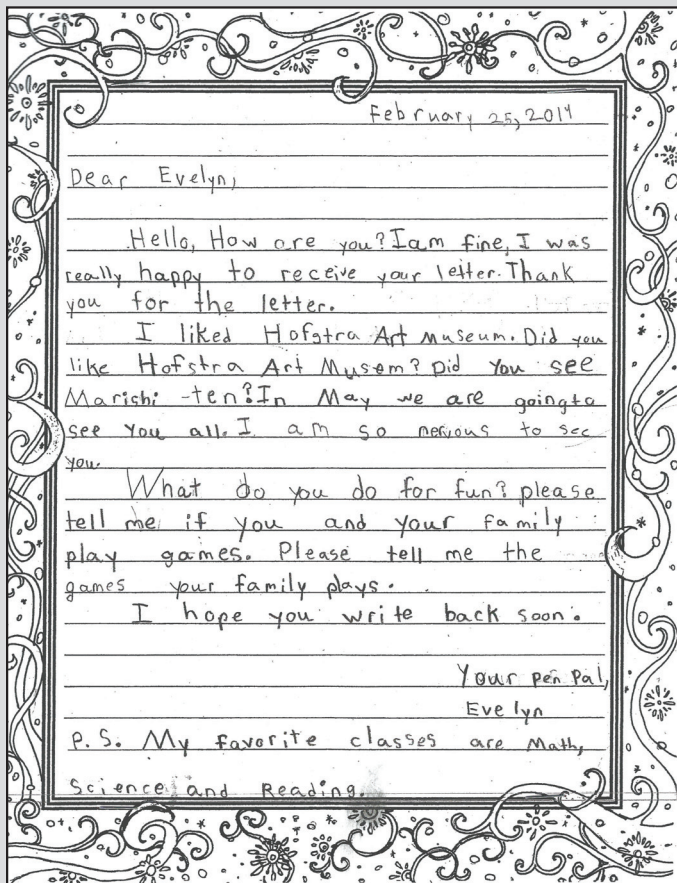 February 25, 2014
Dear Evelyn,
Hello, How are you? Iam fine, I was
really happy to receive your letter. Thank
you for the letter.
I liked Hofstra Art Museum. Did you
like Hofstra Art Musem? Did You see
Marishi -ten? In May we are goingto
see you all. I am so nervous to see
you.
What do you do for fun? please
tell me if you and your family
play games. Please tell me the
games your family plays.
I hope you write back soon.
Your pen pal,
Evelyn
P.S. My favorite classes are Math,
Science and Reading.